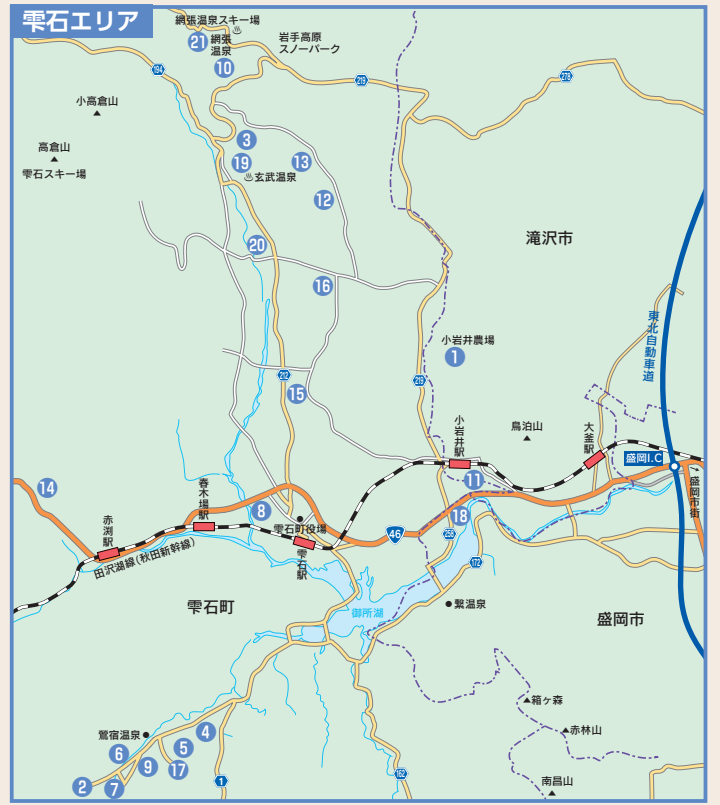 雫石エリア
網張温泉スキー場
21
網張
温泉
岩手高原
スノーパーク
10
194
219
278
小高倉山
高倉山
雫石スキー場
3
19
13
玄武温泉
12
滝沢市
20
16
東北自動車道
小岩井農場
1
212
219
15
小岩井駅
鳥泊山
大釜駅
盛岡I.C
盛岡市街
14
春木場駅
11
赤渕駅
8
雫石町役場
18
46
258
雫石駅
田沢湖線(秋田新幹線)
172
雫石町
御所湖
繋温泉
盛岡市
箱ヶ森
赤林山
鶯宿温泉
4
5
6
9
17
2
7
1
162
南昌山